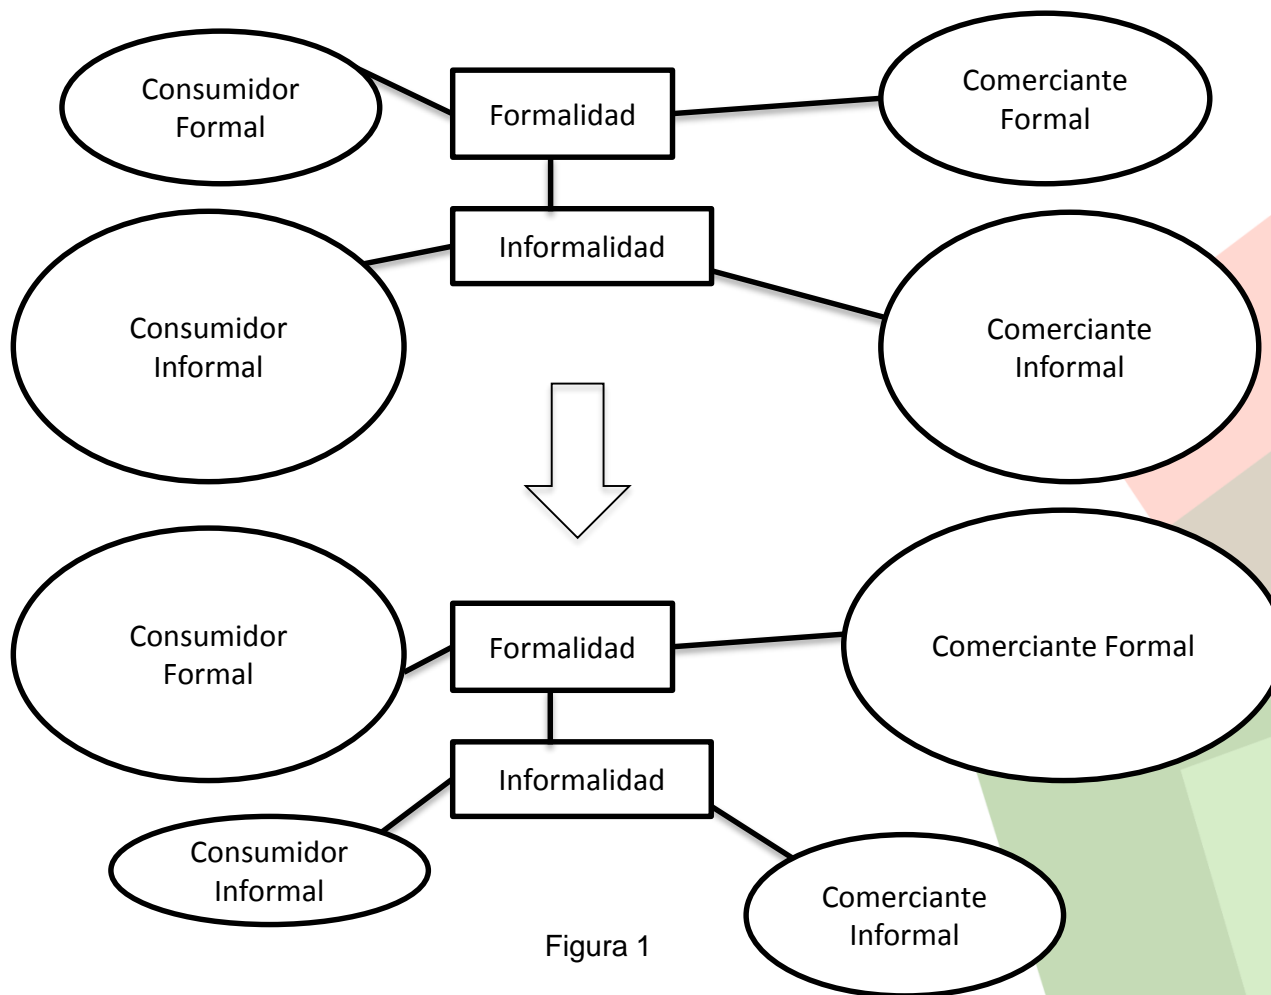 Consumidor
Formal
Formalidad
Comerciante
Formal
Informalidad
Consumidor
Informal
Comerciante
Informal
Consumidor
Formal
Formalidad
Comerciante Formal
Informalidad
Consumidor
Informal
Comerciante
Informal
Figura 1